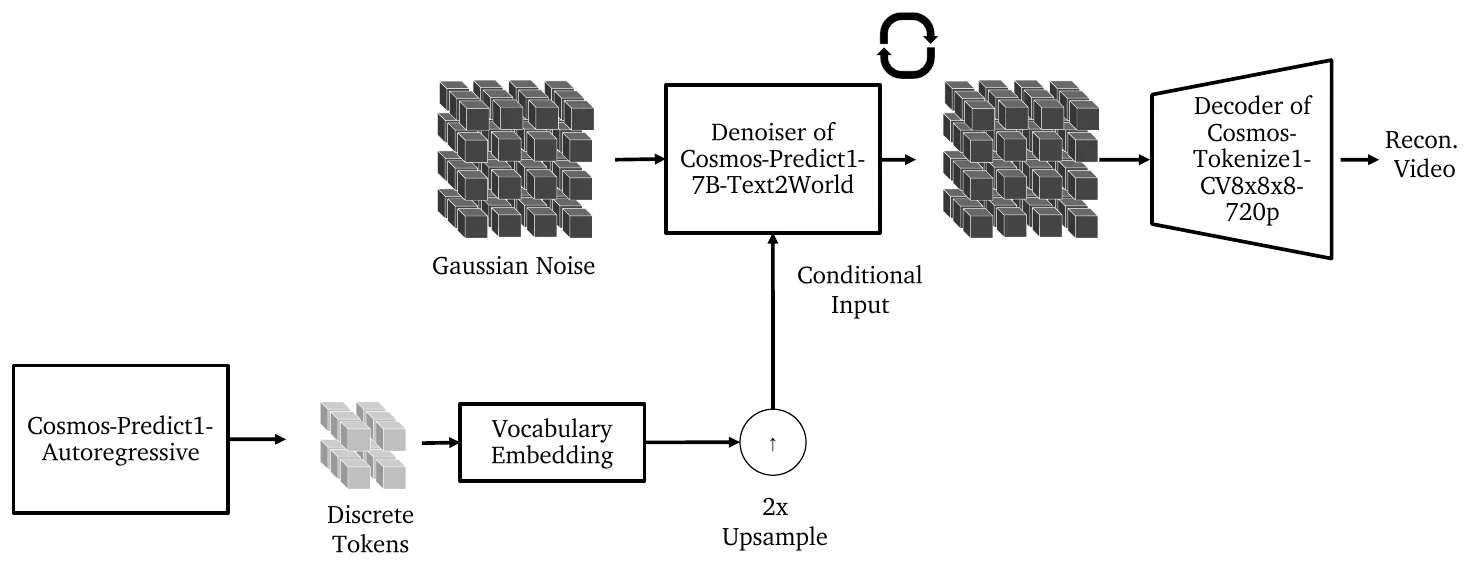 Gaussian Noise
Denoiser of
Cosmos-Predict1-
7B-Text2World
Decoder of
Cosmos-
Tokenize1-
CV8x8x8-
720p
Recon.
Video
Conditional
Input
Cosmos-Predict1-
Autoregressive
Discrete
Tokens
Vocabulary
Embedding
↑
2x
Upsample